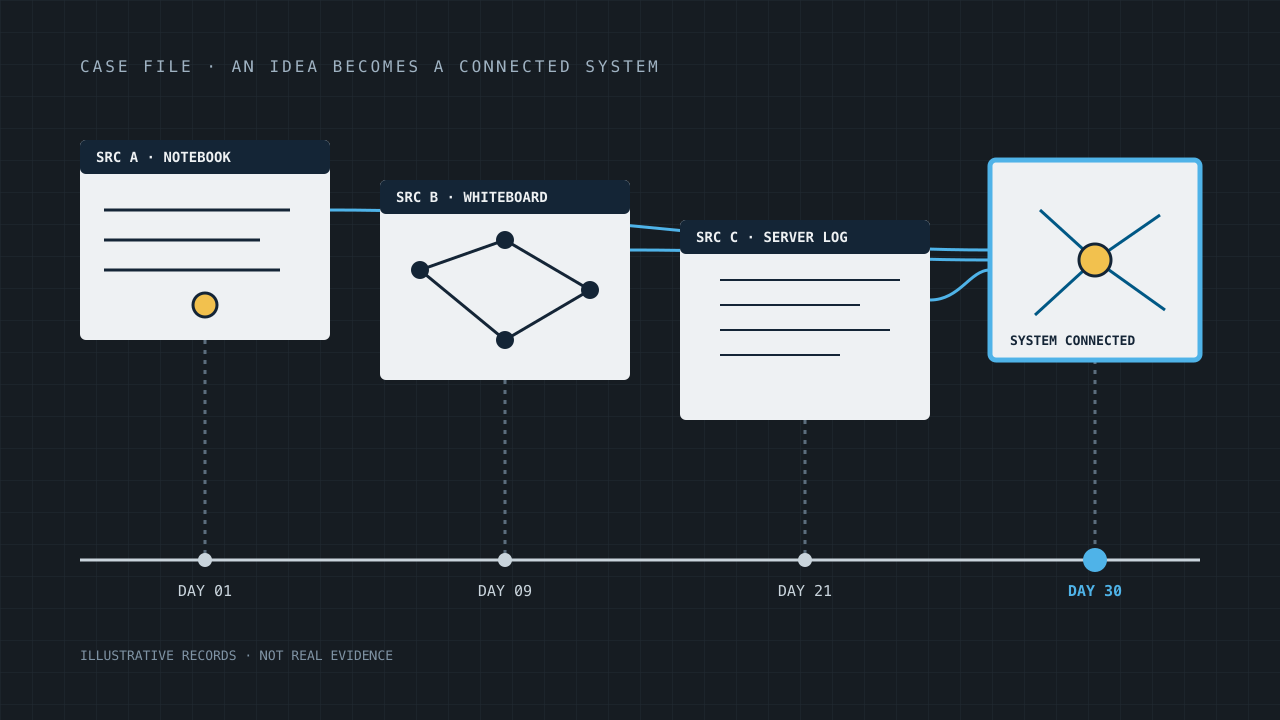 CASE FILE · AN IDEA BECOMES A CONNECTED SYSTEM
SRC A · NOTEBOOK
SRC B · WHITEBOARD
SRC C · SERVER LOG
SYSTEM CONNECTED
DAY 01
DAY 09
DAY 21
DAY 30
ILLUSTRATIVE RECORDS · NOT REAL EVIDENCE